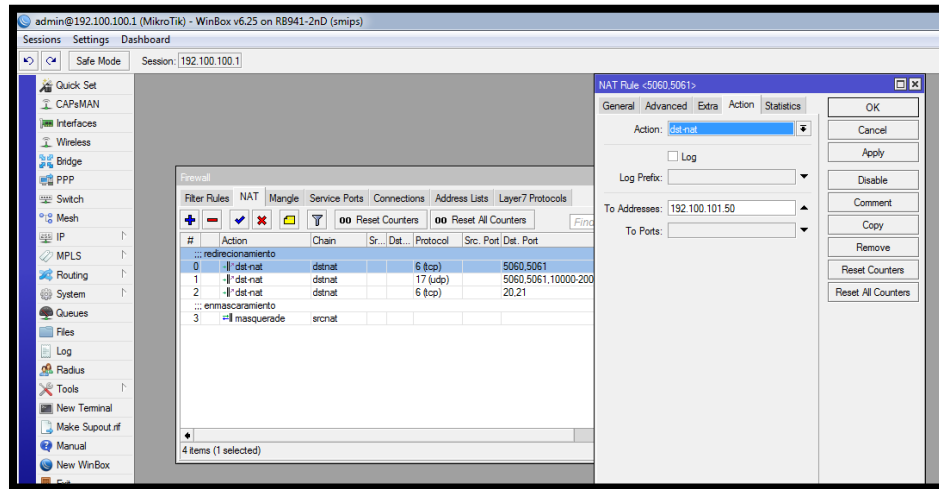 admin@192.100.100.1 (MikroTik) - WinBox v6.25 on RB941-2nD (smips)
Sessions Settings Dashboard
Safe Mode Session: 192.100.100.1
Quick Set
CAPsMAN
Interfaces
Wireless
Bridge
PPP
Switch
Mesh
IP
MPLS
Routing
System
Queues
Files
Log
Radius
Tools
New Terminal
Make Supout.rif
Manual
New WinBox
Exit
Firewall
Filter Rules NAT Mangle Service Ports Connections Address Lists Layer7 Protocols
00 Reset Counters 00 Reset All Counters Find
# Action Chain Sr... Dst... Protocol Src. Port Dst. Port
;;; redirecionamiento
0 dst-nat dstnat 6 (tcp) 5060,5061
1 dst-nat dstnat 17 (udp) 5060,5061,10000-200
2 dst-nat dstnat 6 (tcp) 20,21
;;; enmascaramiento
3 masquerade srcnat
4 items (1 selected)
NAT Rule <5060,5061>
General Advanced Extra Action Statistics
Action: dst-nat
Log
Log Prefix:
To Addresses: 192.100.101.50
To Ports:
OK
Cancel
Apply
Disable
Comment
Copy
Remove
Reset Counters
Reset All Counters